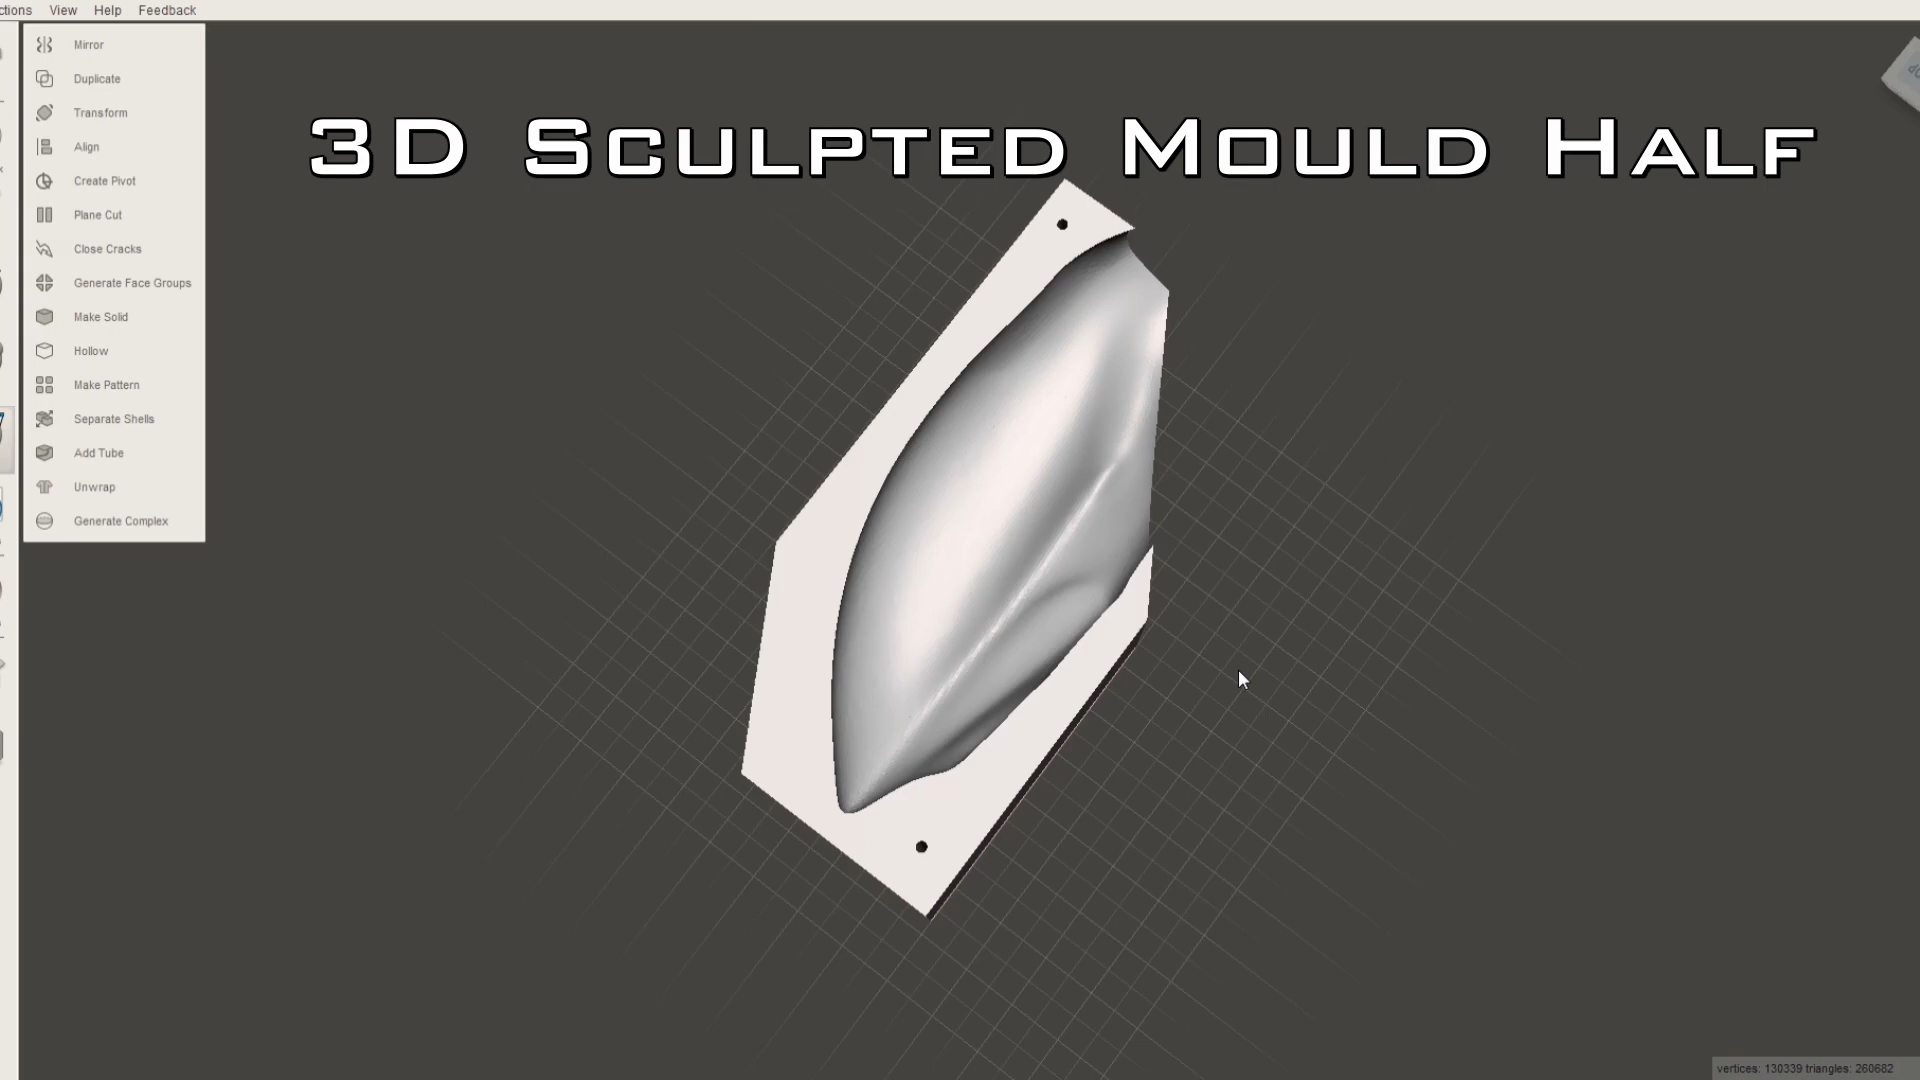 View Help Feedback
Mirror
Duplicate
Transform
Align
Create Pivot
Plane Cut
Close Cracks
Generate Face Groups
Make Solid
Hollow
Make Pattern
Separate Shells
Add Tube
Unwrap
Generate Complex
3D Sculpted Mould Half
vertices: 130339 triangles: 260682